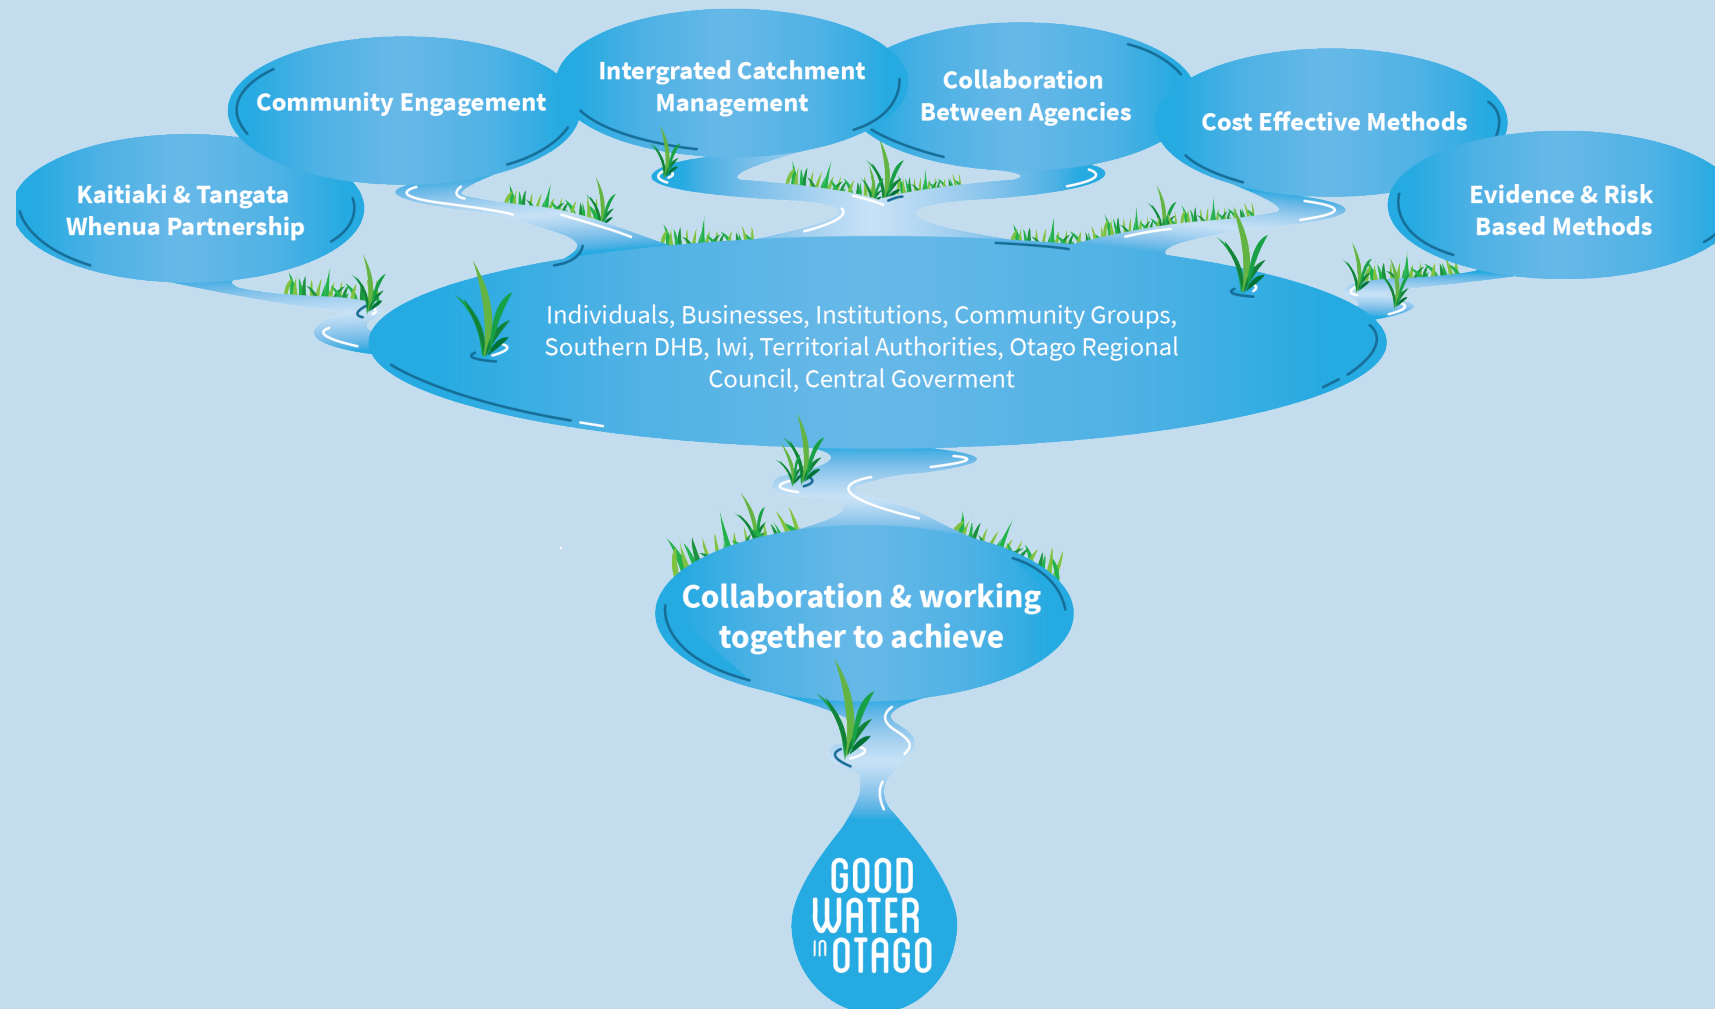 Kaitiaki & Tangata
Whenua Partnership
Community Engagement
Intergrated Catchment
Management
Collaboration
Between Agencies
Cost Effective Methods
Evidence & Risk
Based Methods
Individuals, Businesses, Institutions, Community Groups,
Southern DHB, Iwi, Territorial Authorities, Otago Regional
Council, Central Goverment
Collaboration & working
together to achieve
GOOD
WATER
IN OTAGO